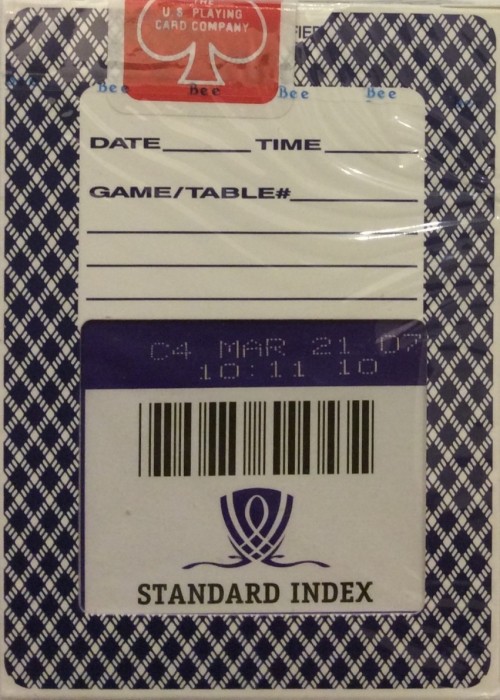 THE
U.S. PLAYING
CARD COMPANY
Bee Bee Bee Bee
DATE TIME
GAME/TABLE#
C4 MAR 21 07
10:11 10
STANDARD INDEX